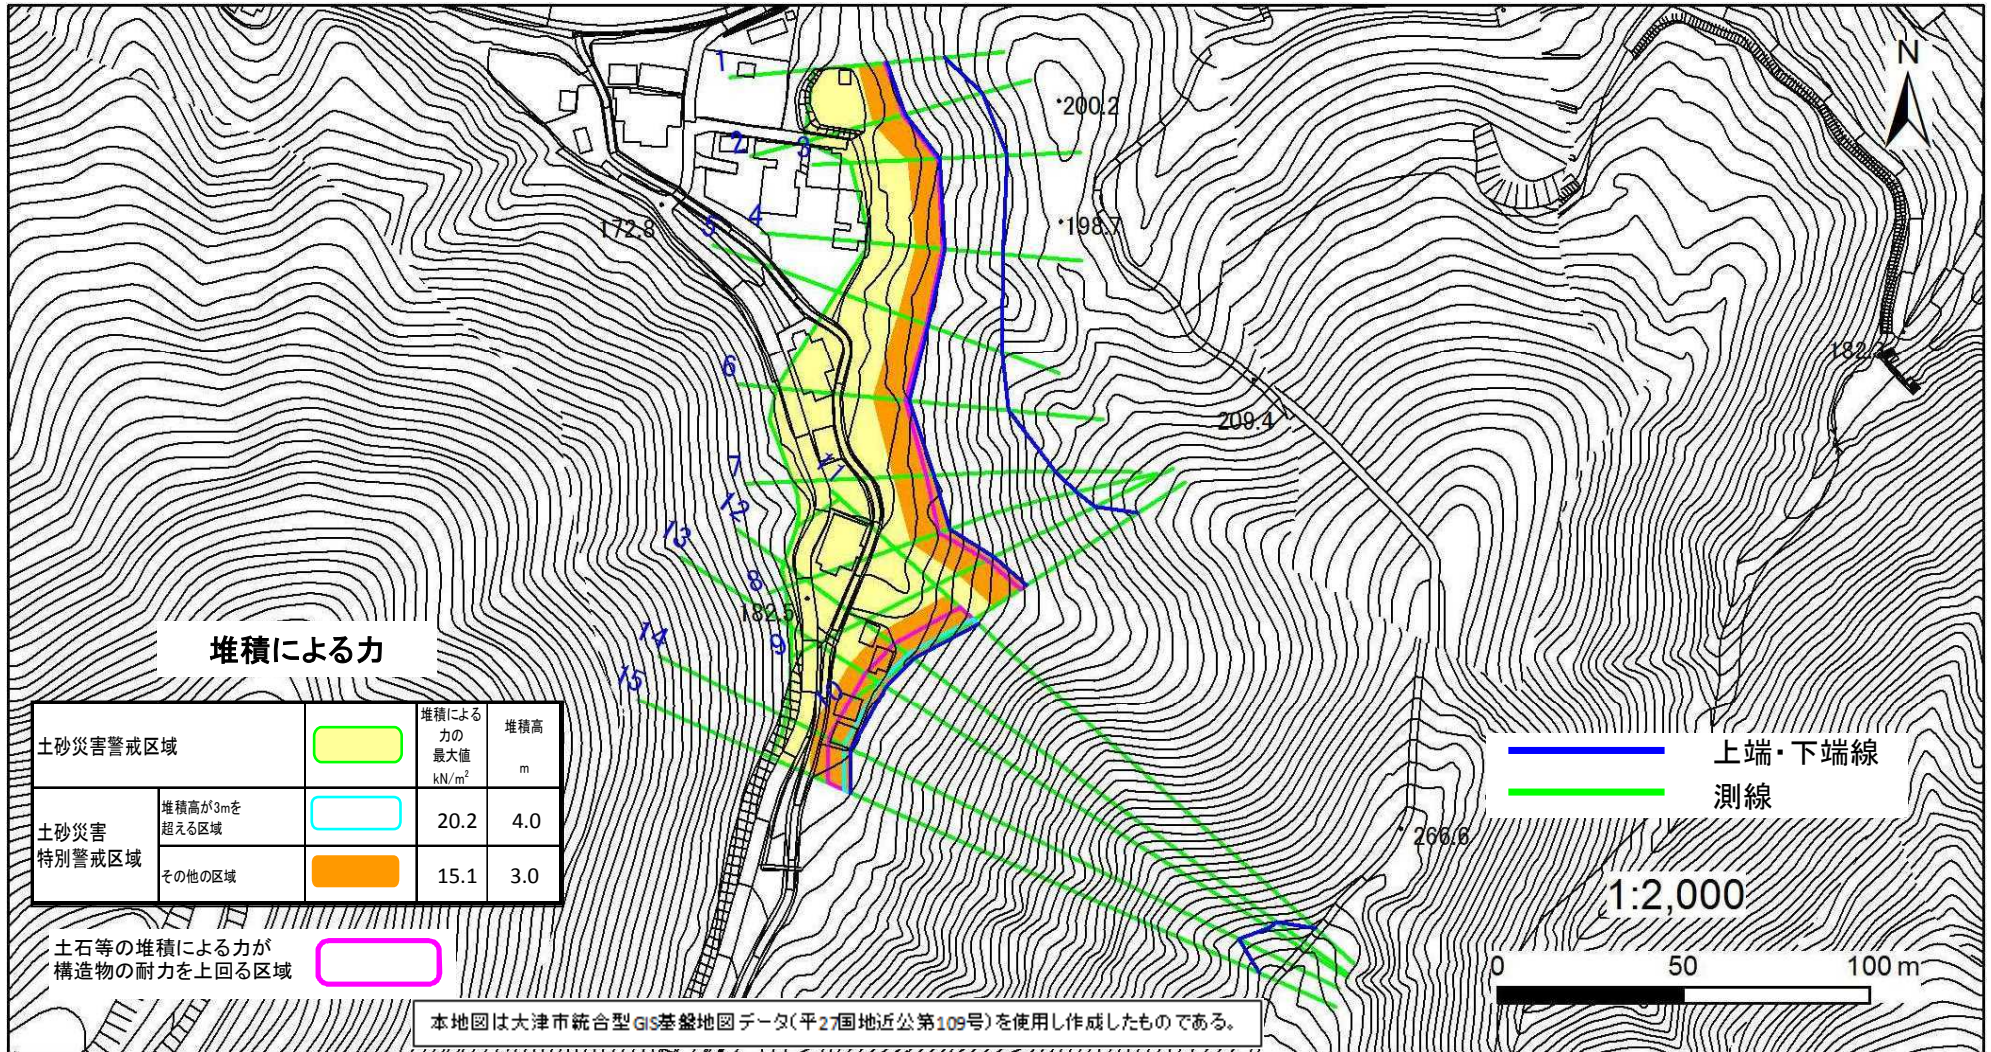 N
1
2
3
4
5
6
7
11
12
13
8
9
14
15
10
200.2
198.7
172.8
209.4
182.5
266.6
堆積による力
土砂災害警戒区域
堆積による
力の
最大値
kN/m²
堆積高
m
土砂災害
特別警戒区域
堆積高が3mを
超える区域
20.2
4.0
その他の区域
15.1
3.0
土石等の堆積による力が
構造物の耐力を上回る区域
上端・下端線
測線
1:2,000
0 50 100 m
本地図は大津市統合型GIS基盤地図データ(平27国地近公第109号)を使用し作成したものである。